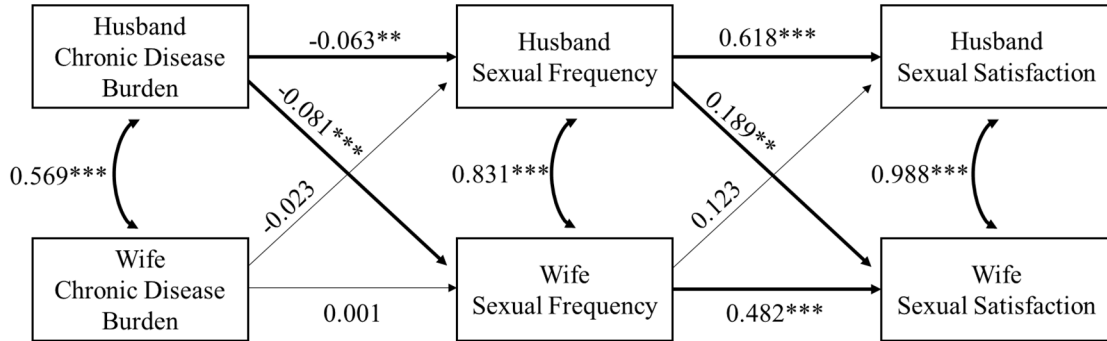 Husband
Chronic Disease
Burden
-0.063**
Husband
Sexual Frequency
0.618***
Husband
Sexual Satisfaction
-0.081***
0.189**
0.569***
0.831***
0.988***
-0.023
0.123
Wife
Chronic Disease
Burden
0.001
Wife
Sexual Frequency
0.482***
Wife
Sexual Satisfaction